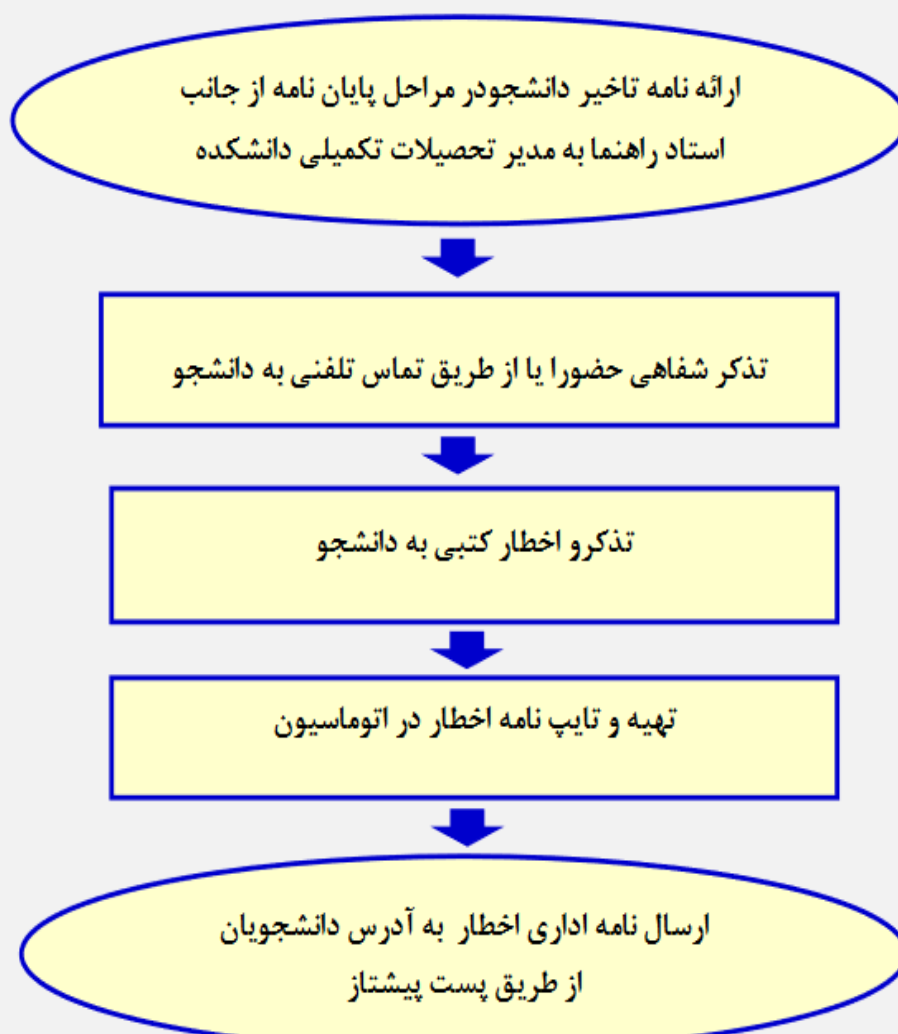 ارائه نامه تاخیر دانشجودر مراحل پایان نامه از جانب
استاد راهنما به مدیر تحصیلات تکمیلی دانشکده
تذکر شفاهی حضورا یا از طریق تماس تلفنی به دانشجو
تذکرو اخطار کتبی به دانشجو
تهیه و تایپ نامه اخطار در اتوماسیون
ارسال نامه اداری اخطار به آدرس دانشجویان
از طریق پست پیشتاز